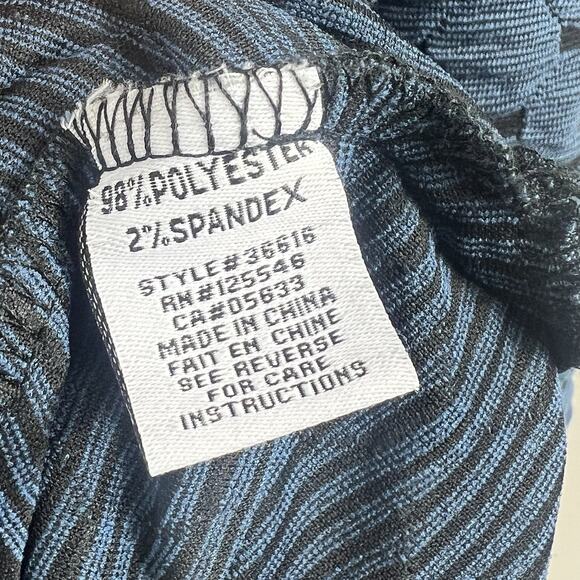 98%POLYESTER
2%SPANDEX
STYLE#36616
RN#125546
CA#05633
MADE IN CHINA
FAIT EN CHINE
SEE REVERSE
FOR CARE
INSTRUCTIONS